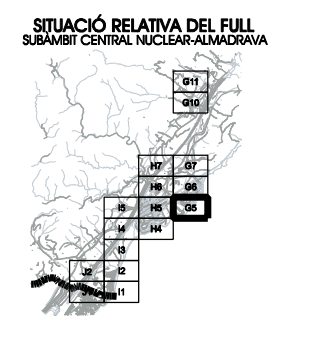 SITUACIÓ RELATIVA DEL FULL
SUBÀMBIT CENTRAL NUCLEAR-ALMADRAVA
G11
G10
H7 G7
H6 G6
I5 H5 G5
I4 H4
I3
J2 I2
I1